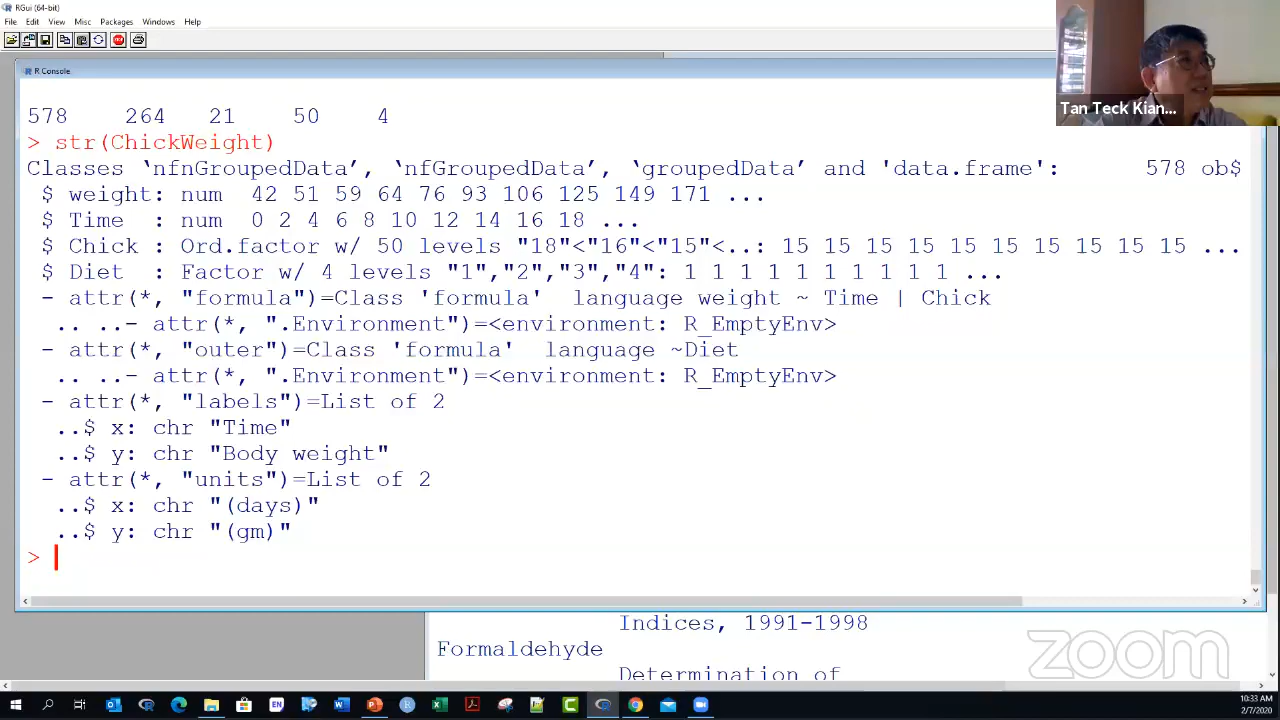 RGui (64-bit)
File Edit View Misc Packages Windows Help
R Console
Tan Teck Kian...
578 264 21 50 4
> str(ChickWeight)
Classes ‘nfnGroupedData’, ‘nfGroupedData’, ‘groupedData’ and 'data.frame': 578 ob$
$ weight: num 42 51 59 64 76 93 106 125 149 171 ...
$ Time : num 0 2 4 6 8 10 12 14 16 18 ...
$ Chick : Ord.factor w/ 50 levels "18"<"16"<"15"<..: 15 15 15 15 15 15 15 15 15 15 ...
$ Diet : Factor w/ 4 levels "1","2","3","4": 1 1 1 1 1 1 1 1 1 1 ...
- attr(*, "formula")=Class 'formula' language weight ~ Time | Chick
.. ..- attr(*, ".Environment")=<environment: R_EmptyEnv>
- attr(*, "outer")=Class 'formula' language ~Diet
.. ..- attr(*, ".Environment")=<environment: R_EmptyEnv>
- attr(*, "labels")=List of 2
..$ x: chr "Time"
..$ y: chr "Body weight"
- attr(*, "units")=List of 2
..$ x: chr "(days)"
..$ y: chr "(gm)"
>
Indices, 1991-1998
Formaldehyde
Determination of
zoom
EN
10:33 AM
2/7/2020